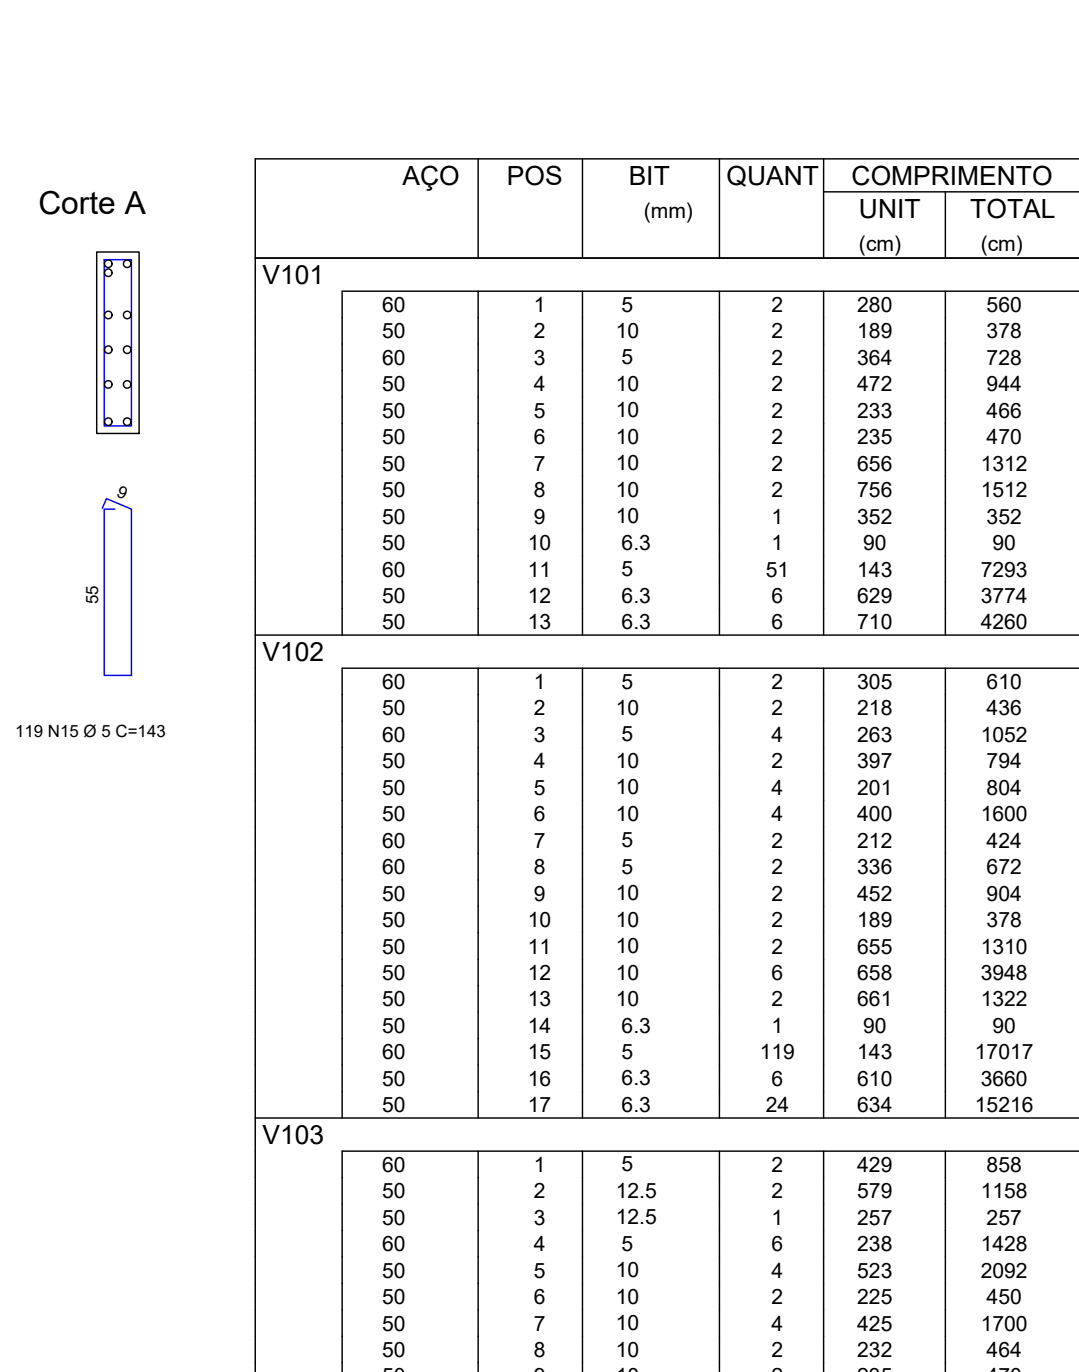 Corte A
9
55
119 N15 Ø 5 C=143
AÇO POS BIT QUANT COMPRIMENTO
(mm) UNIT TOTAL
(cm) (cm)
V101
60 1 5 2 280 560
50 2 10 2 189 378
60 3 5 2 364 728
50 4 10 2 472 944
50 5 10 2 233 466
50 6 10 2 235 470
50 7 10 2 656 1312
50 8 10 2 756 1512
50 9 10 1 352 352
50 10 6.3 1 90 90
60 11 5 51 143 7293
50 12 6.3 6 629 3774
50 13 6.3 6 710 4260
V102
60 1 5 2 305 610
50 2 10 2 218 436
60 3 5 4 263 1052
50 4 10 2 397 794
50 5 10 4 201 804
50 6 10 4 400 1600
60 7 5 2 212 424
60 8 5 2 336 672
50 9 10 2 452 904
50 10 10 2 189 378
50 11 10 2 655 1310
50 12 10 6 658 3948
50 13 10 2 661 1322
50 14 6.3 1 90 90
60 15 5 119 143 17017
50 16 6.3 6 610 3660
50 17 6.3 24 634 15216
V103
60 1 5 2 429 858
50 2 12.5 2 579 1158
50 3 12.5 1 257 257
60 4 5 6 238 1428
50 5 10 4 523 2092
50 6 10 2 225 450
50 7 10 4 425 1700
50 8 10 2 232 464